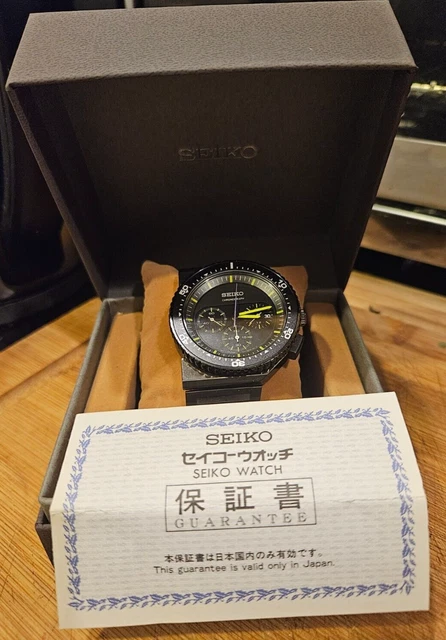 SEIKO
SEIKO
SEIKO
セイコーウオッチ
SEIKO WATCH
保証書
GUARANTEE
本保証書は日本国内のみ有効です。
This guarantee is valid only in Japan.